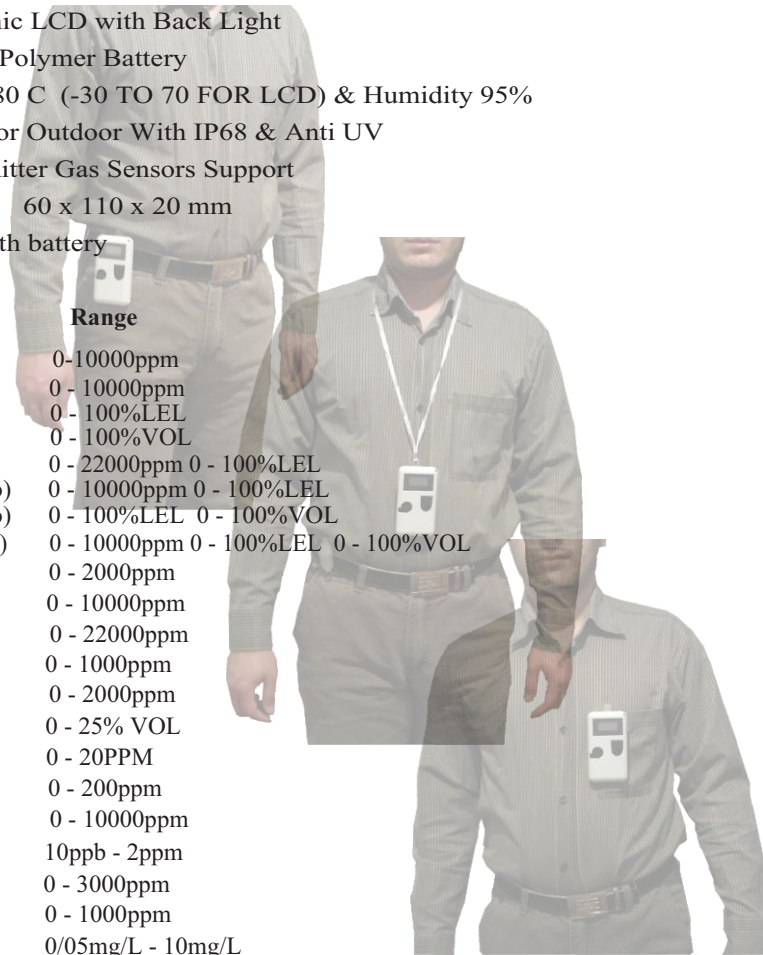 ic LCD with Back Light
Polymer Battery
80 C (-30 TO 70 FOR LCD) & Humidity 95%
or Outdoor With IP68 & Anti UV
itter Gas Sensors Support
60 x 110 x 20 mm
th battery
Range
0-10000ppm
0 - 10000ppm
0 - 100%LEL
0 - 100%VOL
0 - 22000ppm 0 - 100%LEL
) 0 - 10000ppm 0 - 100%LEL
) 0 - 100%LEL 0 - 100%VOL
) 0 - 10000ppm 0 - 100%LEL 0 - 100%VOL
0 - 2000ppm
0 - 10000ppm
0 - 22000ppm
0 - 1000ppm
0 - 2000ppm
0 - 25% VOL
0 - 20PPM
0 - 200ppm
0 - 10000ppm
10ppb - 2ppm
0 - 3000ppm
0 - 1000ppm
0/05mg/L - 10mg/L